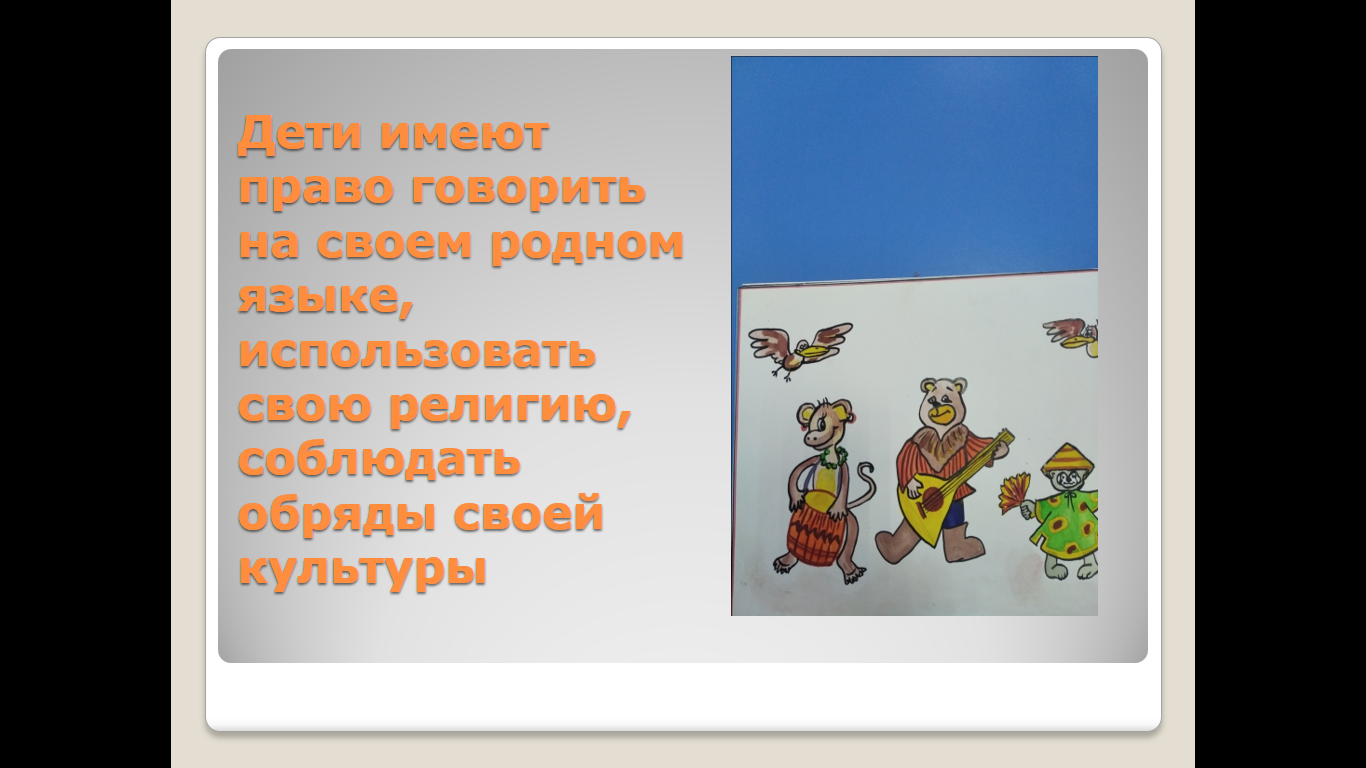 Дети имеют
право говорить
на своем родном
языке,
использовать
свою религию,
соблюдать
обряды своей
культуры